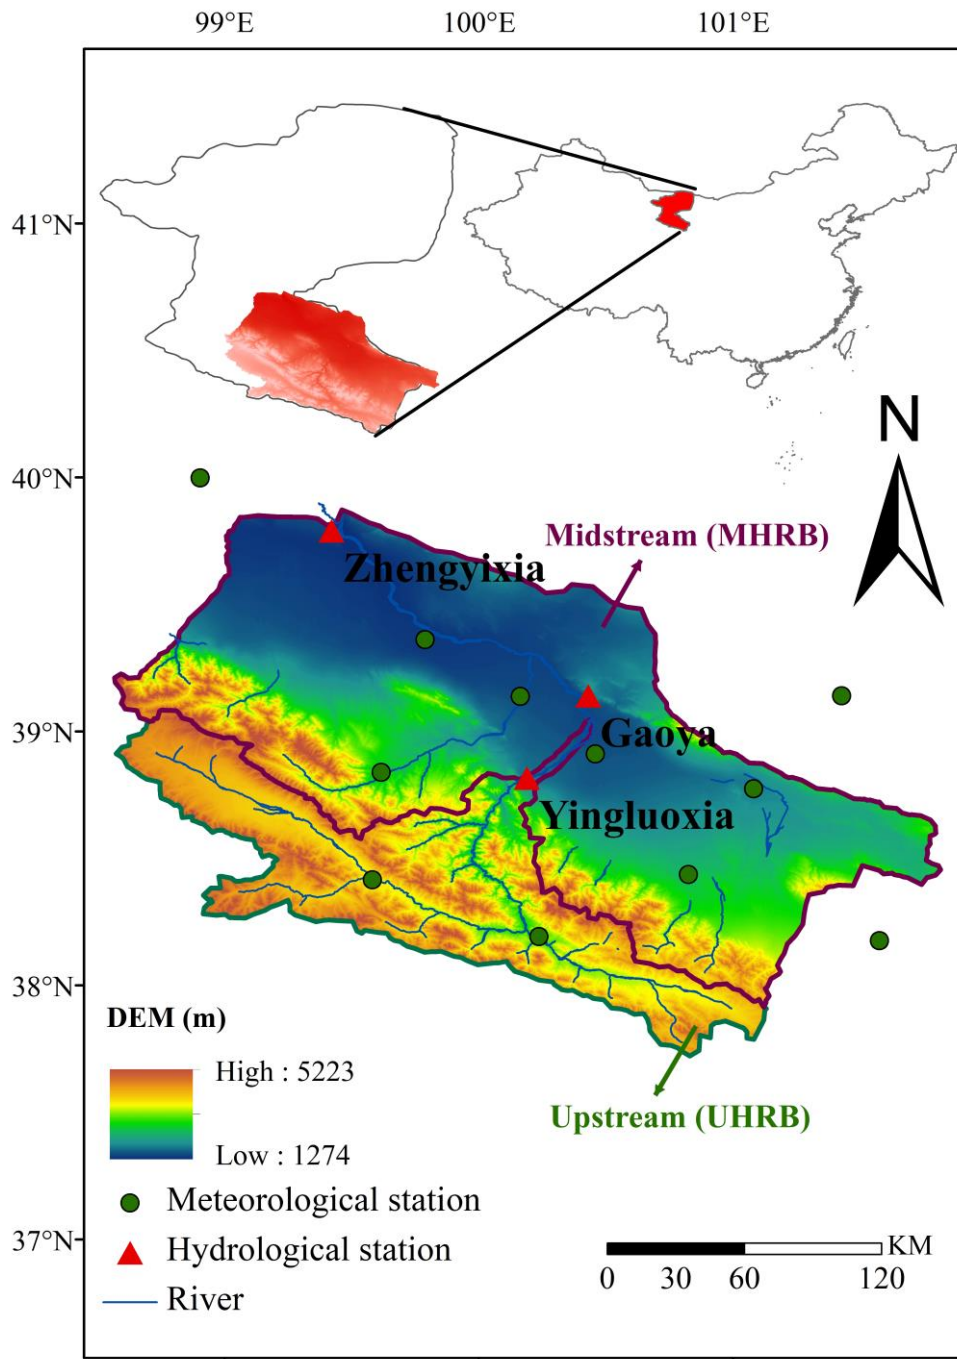 99°E 100°E 101°E
41°N
N
40°N
Midstream (MHRB)
Zhengyixia
39°N
Gaoya
Yingluoxia
38°N
DEM (m)
High : 5223
Low : 1274
Upstream (UHRB)
Meteorological station
37°N
Hydrological station
River
KM
0 30 60 120